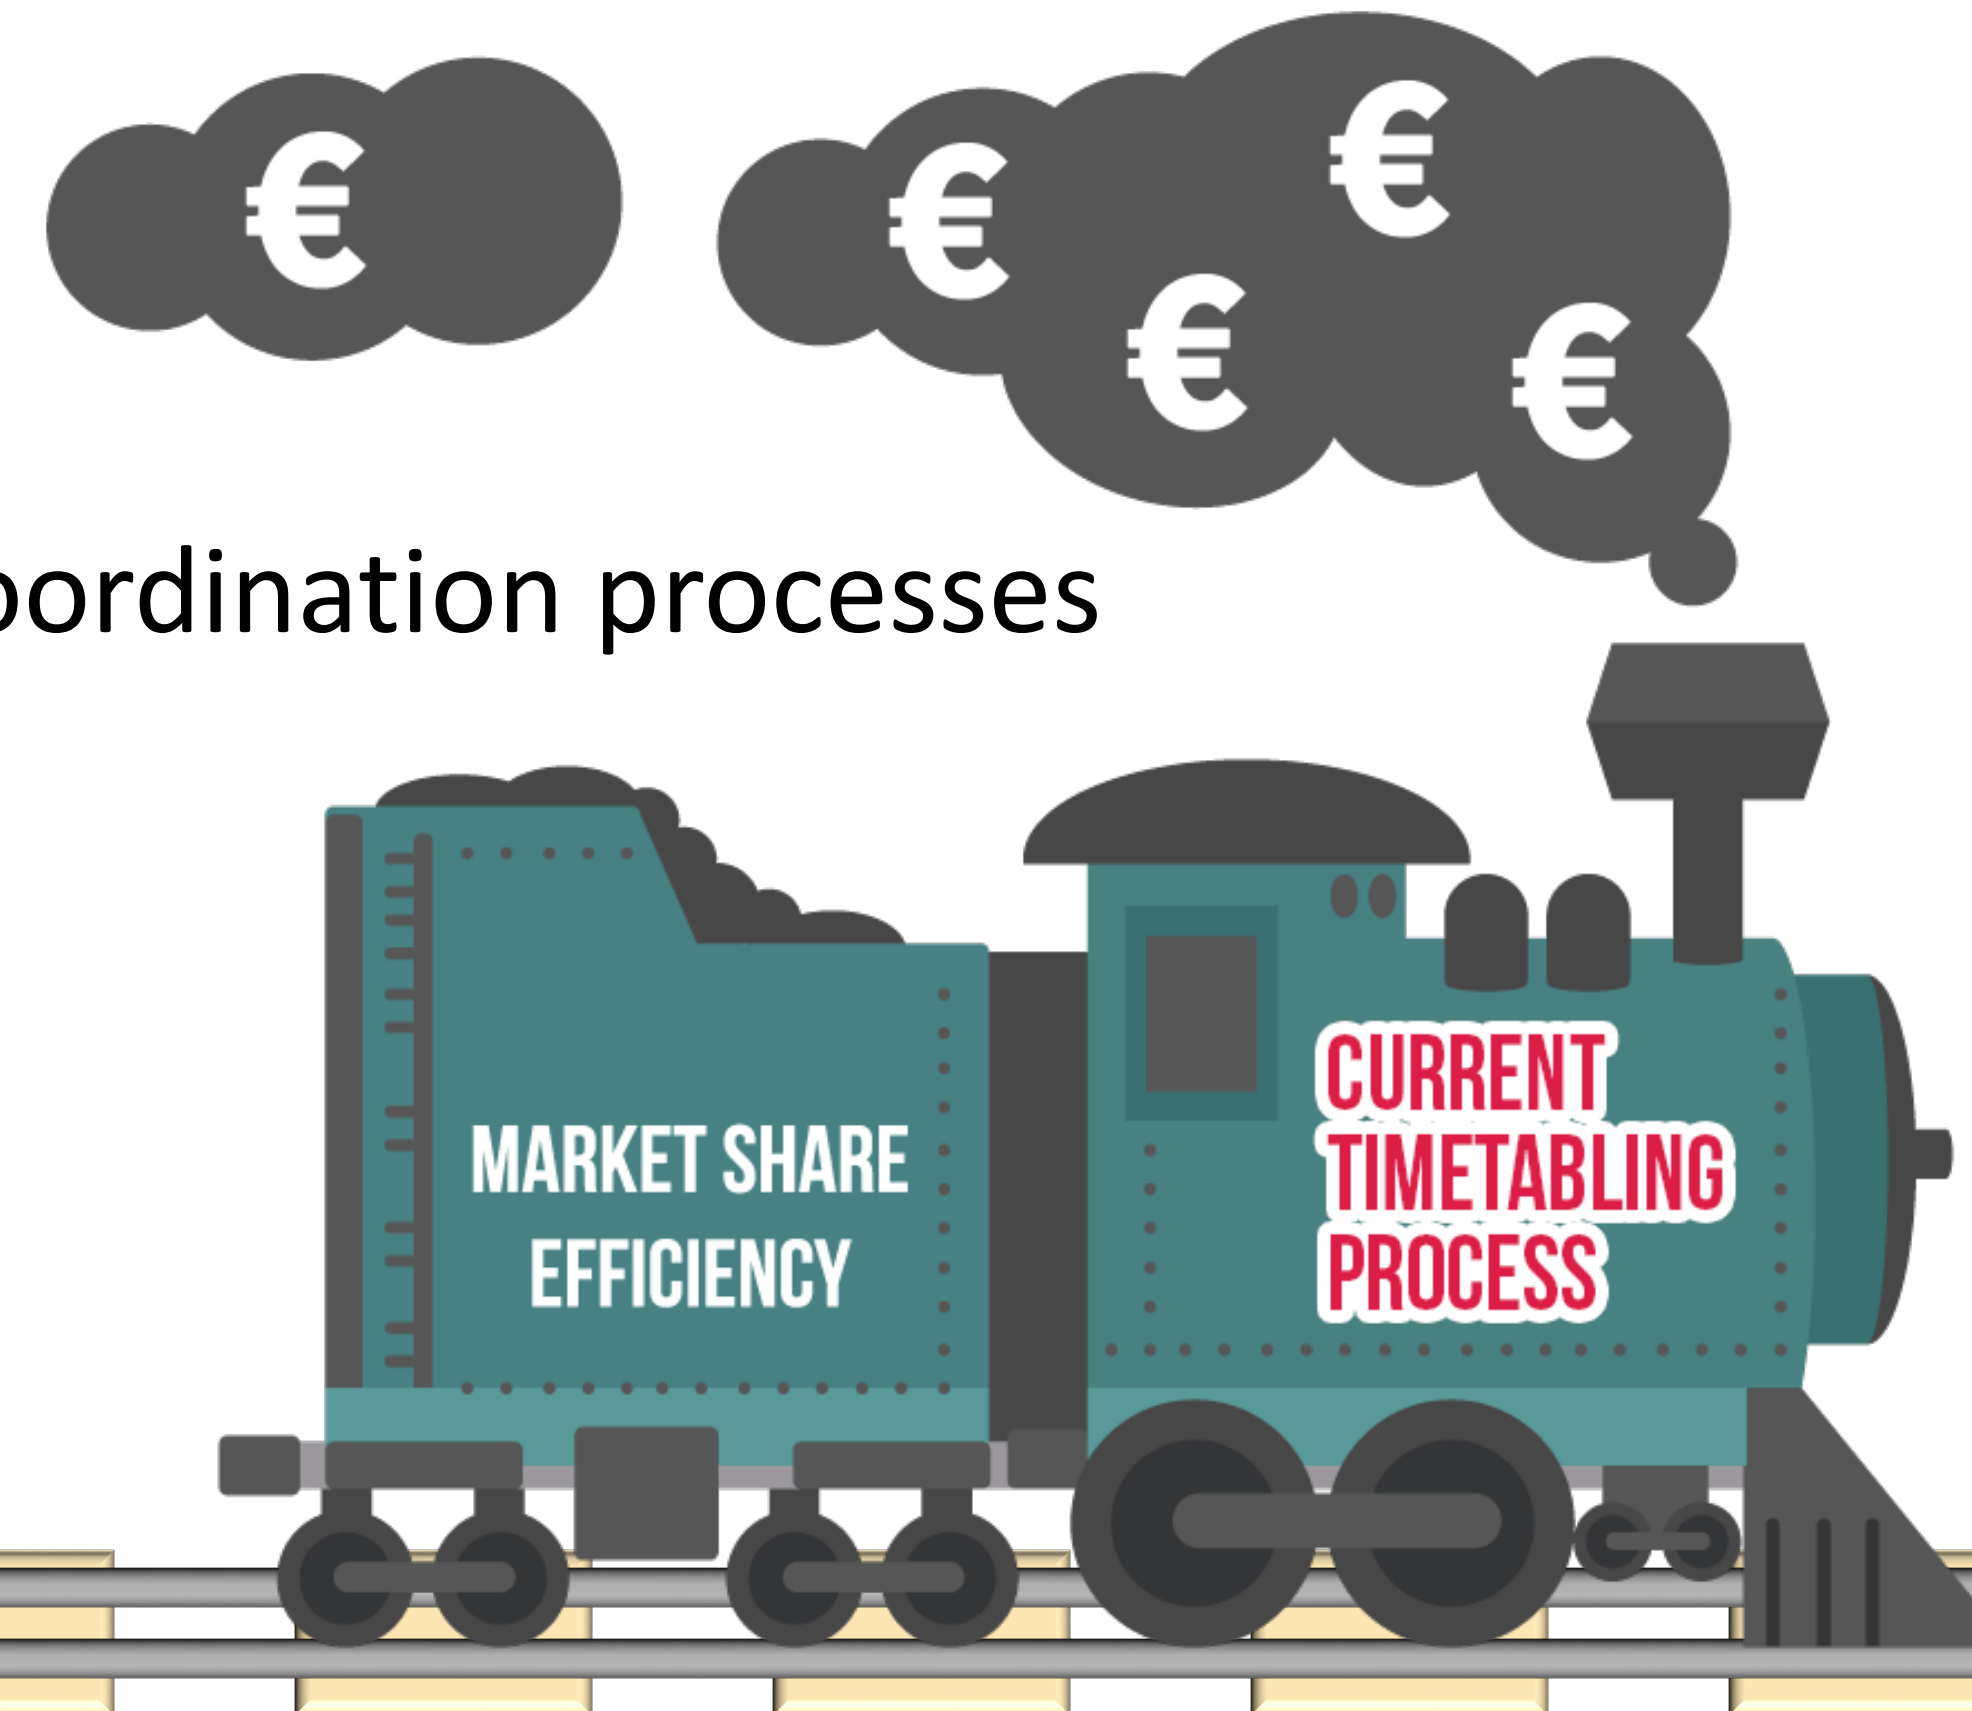 €
€
€
€
€
oordination processes
MARKET SHARE
EFFICIENCY
CURRENT
TIMETABLING
PROCESS